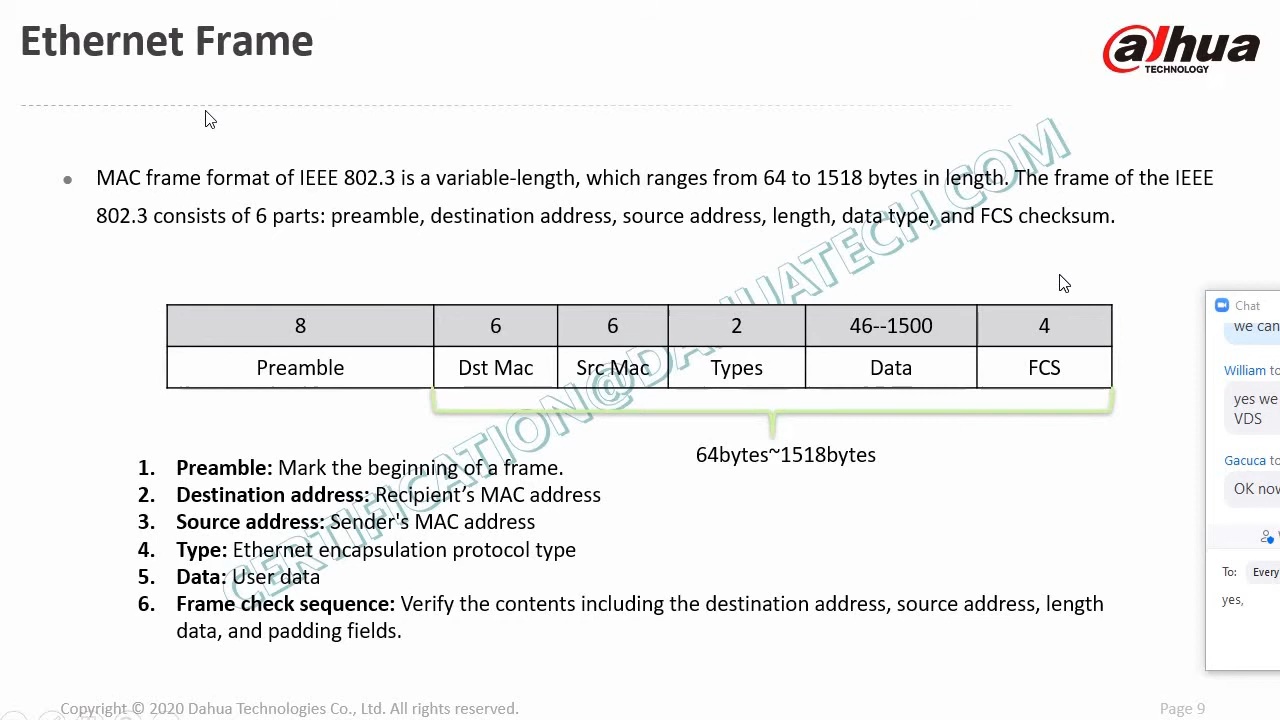 Ethernet Frame
alhua
TECHNOLOGY
MAC frame format of IEEE 802.3 is a variable-length, which ranges from 64 to 1518 bytes in length. The frame of the IEEE
802.3 consists of 6 parts: preamble, destination address, source address, length, data type, and FCS checksum.
CERTIFICATION@DAHUATECH.COM
8 6 6 2 46--1500 4
Preamble Dst Mac Src Mac Types Data FCS
64bytes~1518bytes
1. Preamble: Mark the beginning of a frame.
2. Destination address: Recipient’s MAC address
3. Source address: Sender's MAC address
4. Type: Ethernet encapsulation protocol type
5. Data: User data
6. Frame check sequence: Verify the contents including the destination address, source address, length
data, and padding fields.
Chat
we can
William to
yes we
VDS
Gacuca to
OK now
To: Every
yes,
Copyright © 2020 Dahua Technologies Co., Ltd. All rights reserved.
Page 9